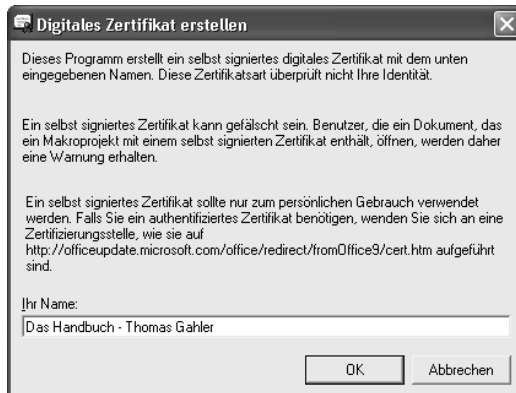 Digitales Zertifikat erstellen
Dieses Programm erstellt ein selbst signiertes digitales Zertifikat mit dem unten
eingegebenen Namen. Diese Zertifikatsart überprüft nicht Ihre Identität.
Ein selbst signiertes Zertifikat kann gefälscht sein. Benutzer, die ein Dokument, das
ein Makroprojekt mit einem selbst signierten Zertifikat enthält, öffnen, werden daher
eine Warnung erhalten.
Ein selbst signiertes Zertifikat sollte nur zum persönlichen Gebrauch verwendet
werden. Falls Sie ein authentifiziertes Zertifikat benötigen, wenden Sie sich an eine
Zertifizierungsstelle, wie sie auf
http://officeupdate.microsoft.com/office/redirect/fromOffice9/cert.htm aufgeführt
sind.
Ihr Name:
Das Handbuch - Thomas Gahler
OK Abbrechen